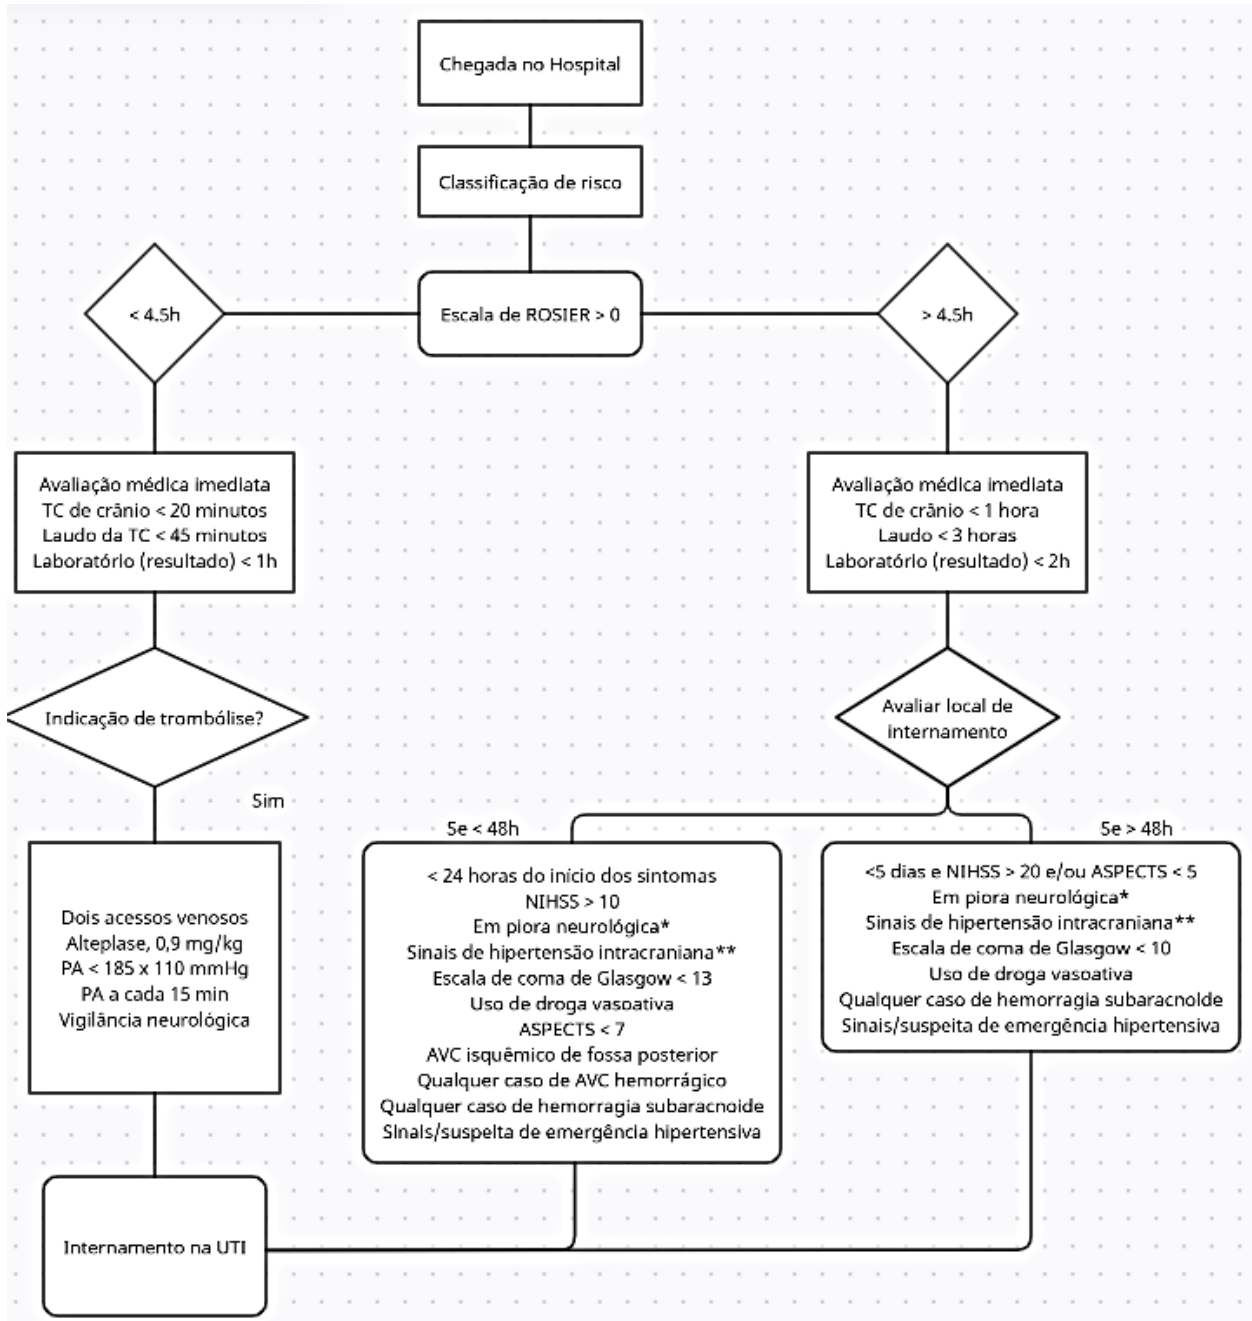 Chegada no Hospital
Classificação de risco
< 4.5h
Escala de ROSIER > 0
> 4.5h
Avaliação médica imediata
TC de crânio < 20 minutos
Laudo da TC < 45 minutos
Laboratório (resultado) < 1h
Avaliação médica imediata
TC de crânio < 1 hora
Laudo < 3 horas
Laboratório (resultado) < 2h
Indicação de trombólise?
Avaliar local de
internamento
Sim
Se < 48h
Se > 48h
Dois acessos venosos
Alteplase, 0,9 mg/kg
PA < 185 x 110 mmHg
PA a cada 15 min
Vigilância neurológica
< 24 horas do início dos sintomas
NIHSS > 10
Em piora neurológica*
Sinais de hipertensão intracraniana**
Escala de coma de Glasgow < 13
Uso de droga vasoativa
ASPECTS < 7
AVC isquêmico de fossa posterior
Qualquer caso de AVC hemorrágico
Qualquer caso de hemorragia subaracnoide
Sinais/suspeita de emergência hipertensiva
<5 dias e NIHSS > 20 e/ou ASPECTS < 5
Em piora neurológica*
Sinais de hipertensão intracraniana**
Escala de coma de Glasgow < 10
Uso de droga vasoativa
Qualquer caso de hemorragia subaracnoide
Sinais/suspeita de emergência hipertensiva
Internamento na UTI